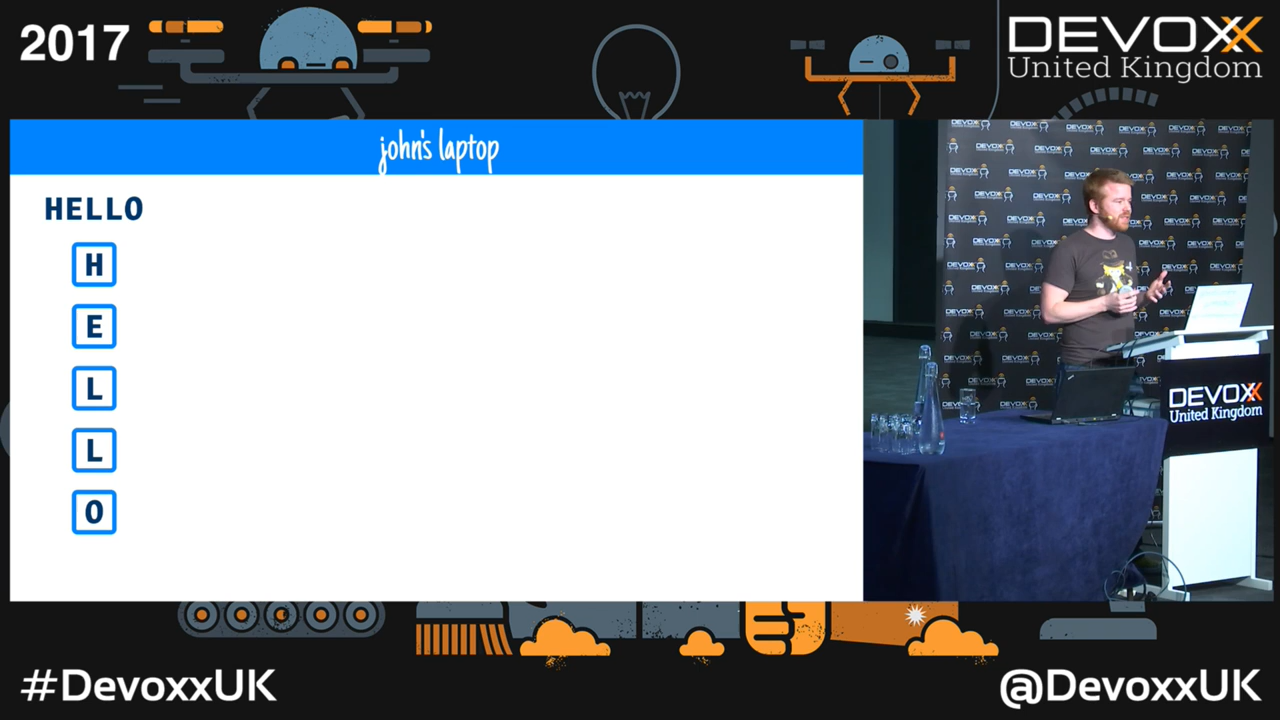 2017
DEVOXX
United Kingdom
john's laptop
HELLO
H
E
L
L
O
DEVOXX
United Kingdom
#DevoxxUK
@DevoxxUK